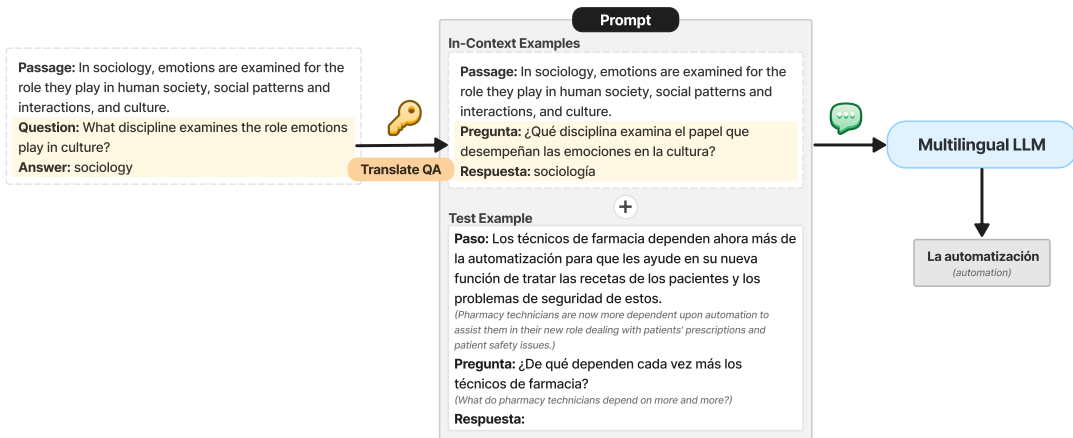 Prompt
In-Context Examples
Passage: In sociology, emotions are examined for the
role they play in human society, social patterns and
interactions, and culture.
Question: What discipline examines the role emotions
play in culture?
Answer: sociology
Translate QA
Passage: In sociology, emotions are examined for the
role they play in human society, social patterns and
interactions, and culture.
Pregunta: ¿Qué disciplina examina el papel que
desempeñan las emociones en la cultura?
Respuesta: sociología
+
Test Example
Paso: Los técnicos de farmacia dependen ahora más de
la automatización para que les ayude en su nueva
función de tratar las recetas de los pacientes y los
problemas de seguridad de estos.
(Pharmacy technicians are now more dependent upon automation to
assist them in their new role dealing with patients' prescriptions and
patient safety issues.)
Pregunta: ¿De qué dependen cada vez más los
técnicos de farmacia?
(What do pharmacy technicians depend on more and more?)
Respuesta:
Multilingual LLM
La automatización
(automation)